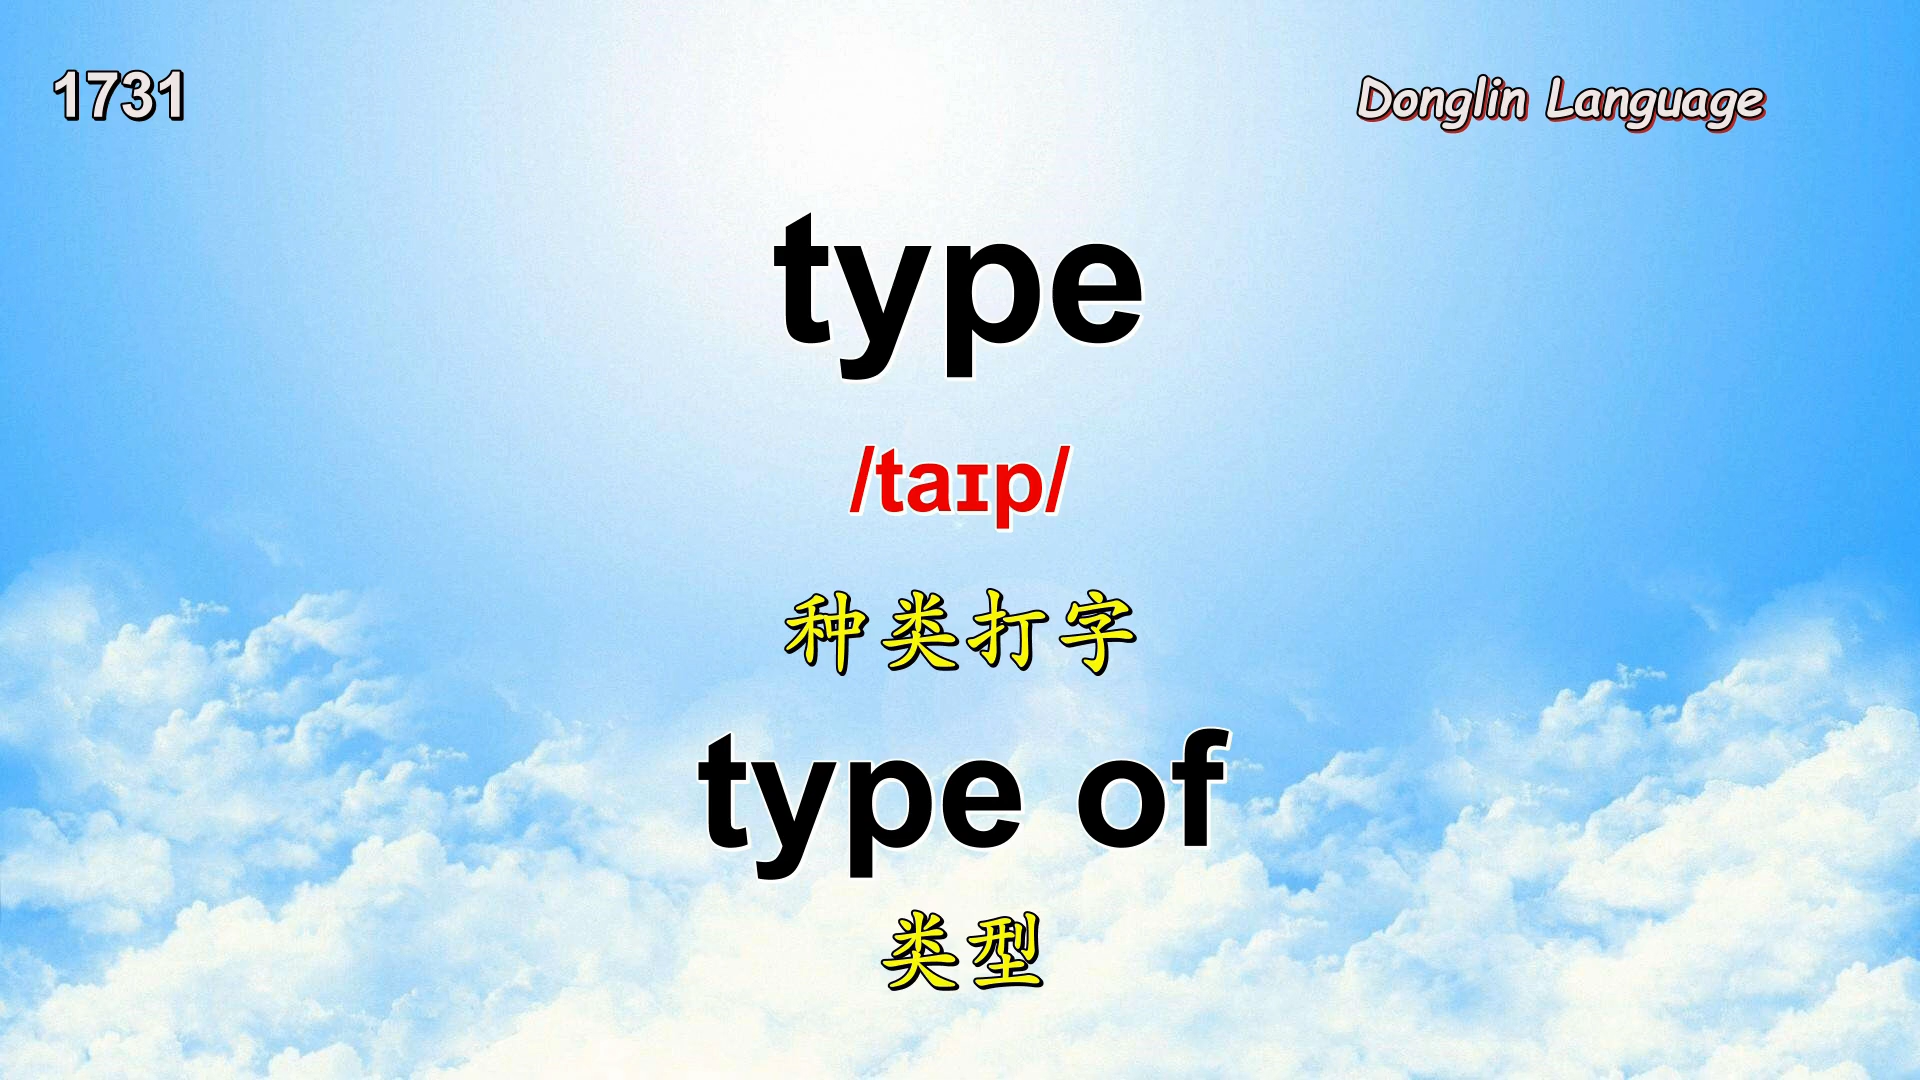 1731
Donglin Language
type
/taɪp/
种类打字
type of
类型